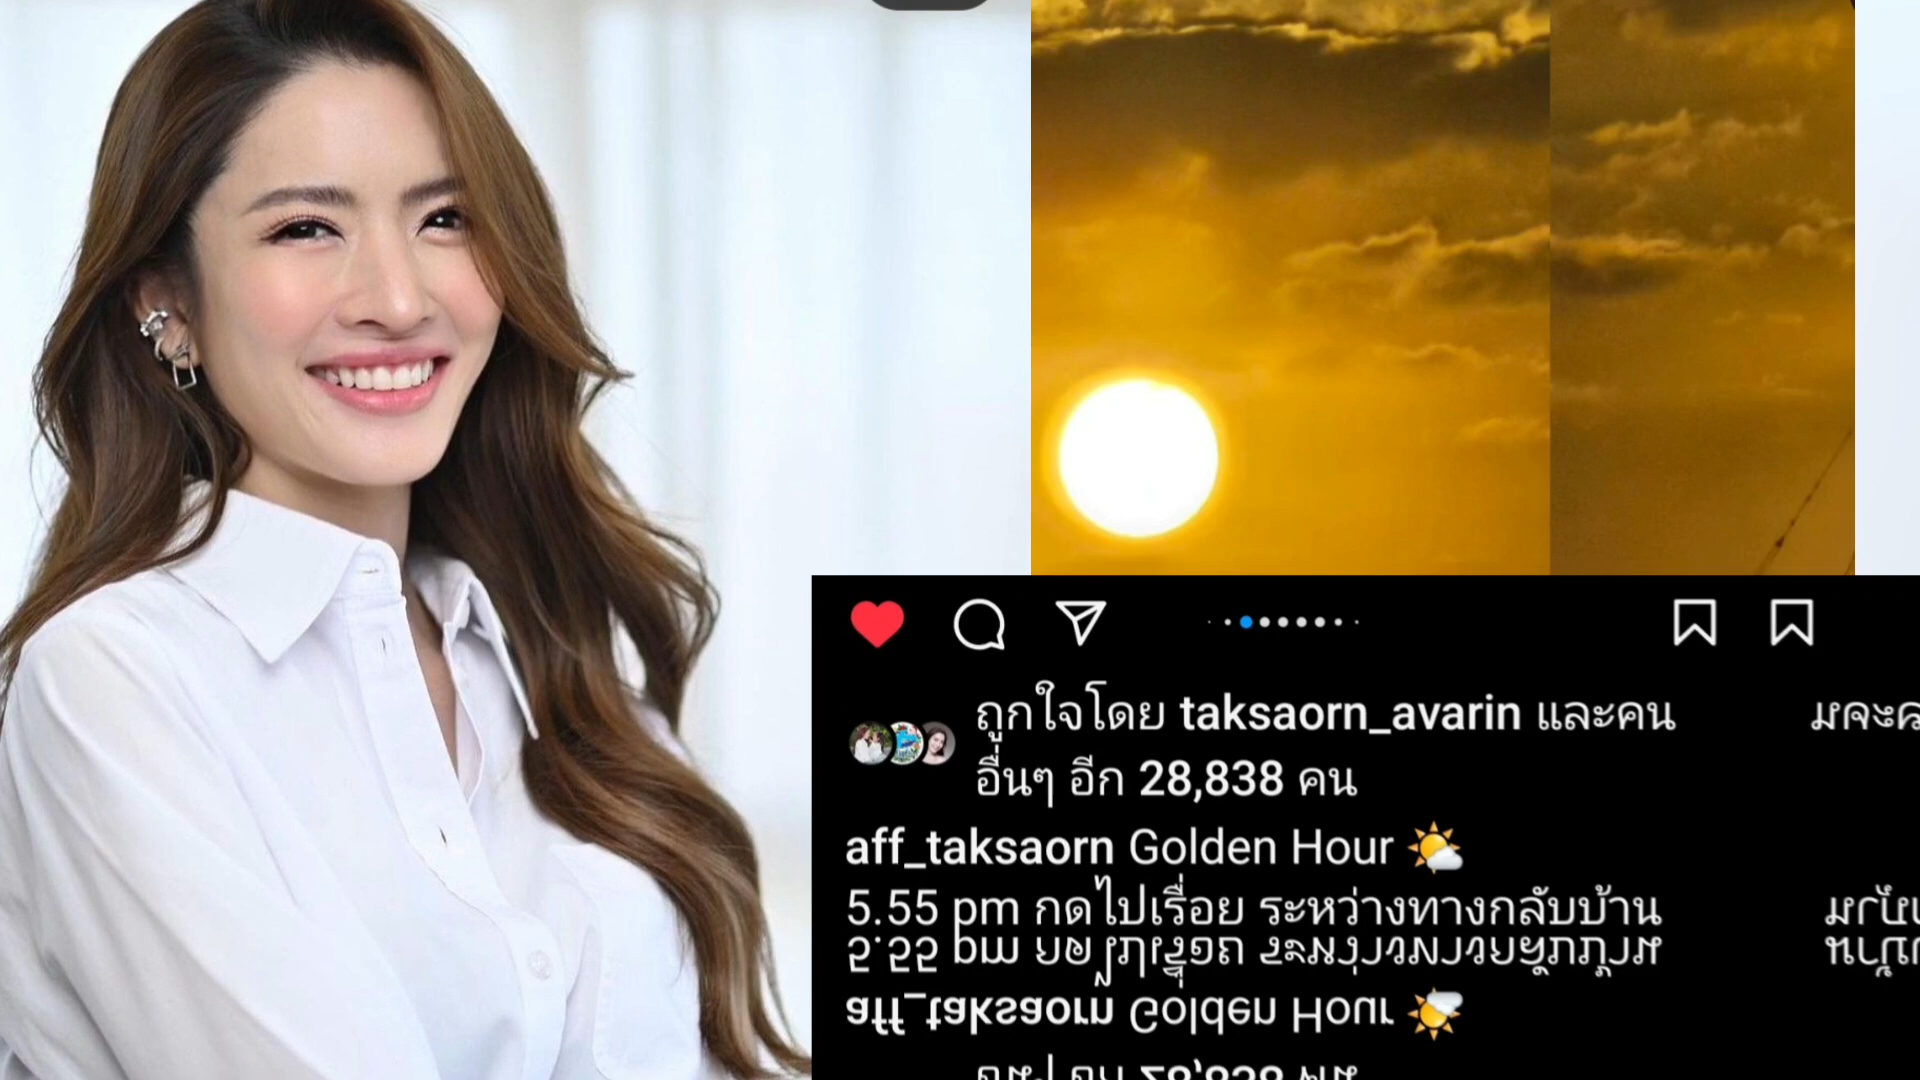 ถูกใจโดย taksaorn_avarin และคน
อื่นๆ อีก 28,838 คน
aff_taksaorn Golden Hour 🌤️
5.55 pm กดไปเรื่อย ระหว่างทางกลับบ้าน